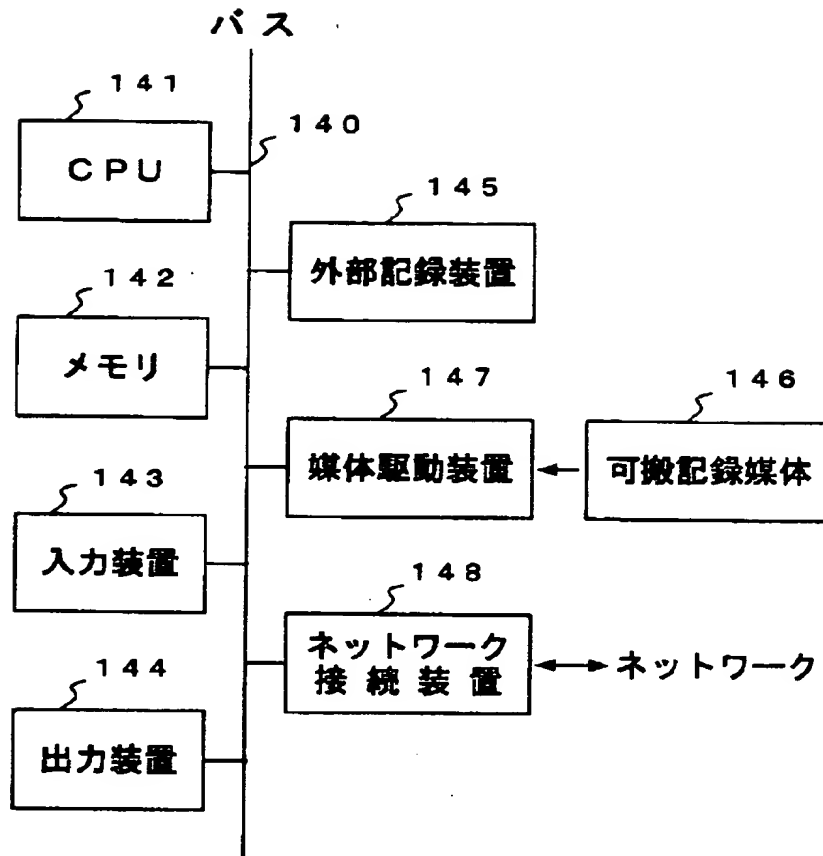 バス
141
CPU
140
145
外部記録装置
142
メモリ
147
媒体駆動装置
146
可搬記録媒体
143
入力装置
148
ネットワーク
接続装置
ネットワーク
144
出力装置